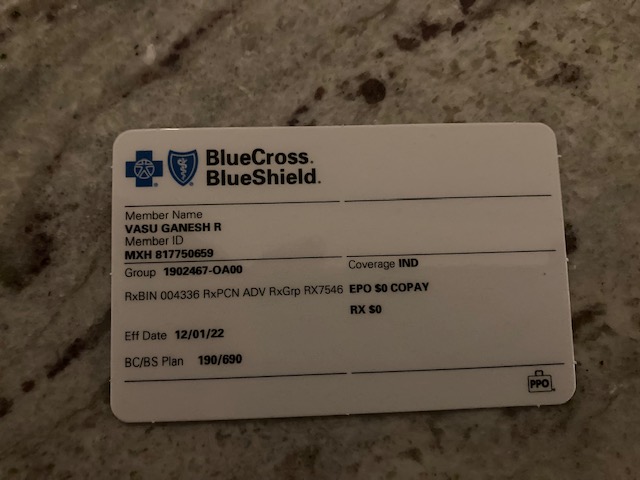 BlueCross.
BlueShield.
Member Name
VASU GANESH R
Member ID
MXH 817750659
Group 1902467-OA00
Coverage IND
RxBIN 004336 RxPCN ADV RxGrp RX7546
EPO $0 COPAY
RX $0
Eff Date 12/01/22
BC/BS Plan 190/690
PPO